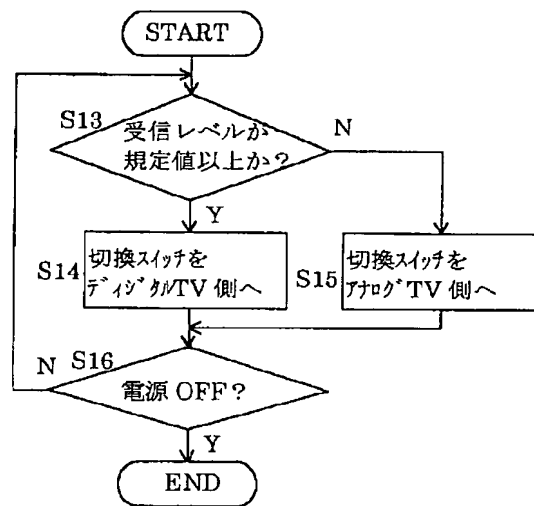 START
S13
受信レベルが
規定値以上か?
N
Y
S14
切換スイッチを
ディジタルTV側へ
S15
切換スイッチを
アナログTV側へ
N
S16
電源OFF?
Y
END